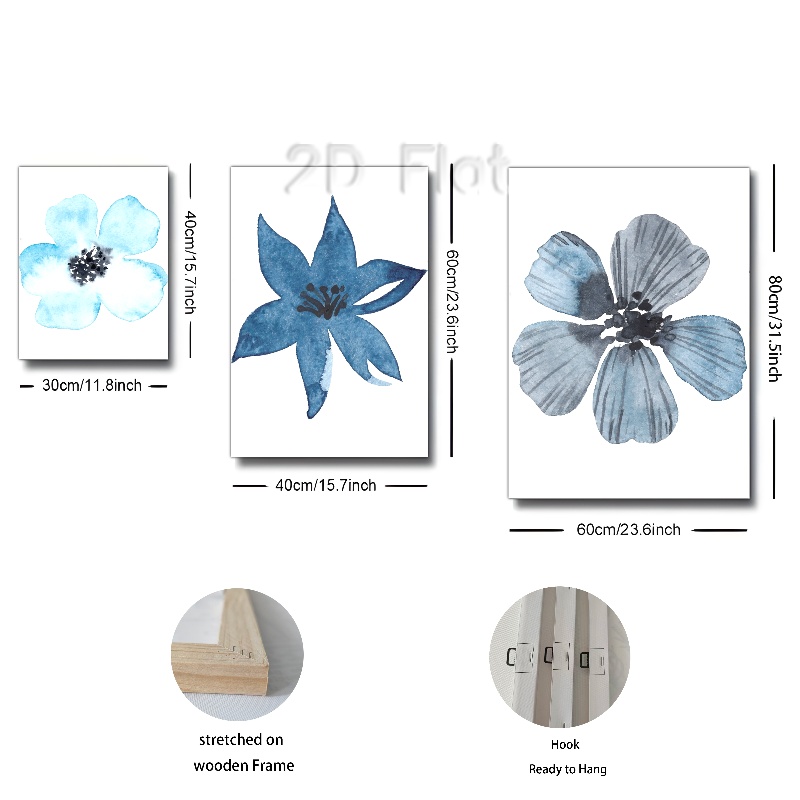 2D Flat
40cm/15.7inch
30cm/11.8inch
60cm/23.6inch
40cm/15.7inch
80cm/31.5inch
60cm/23.6inch
stretched on
wooden Frame
Hook
Ready to Hang